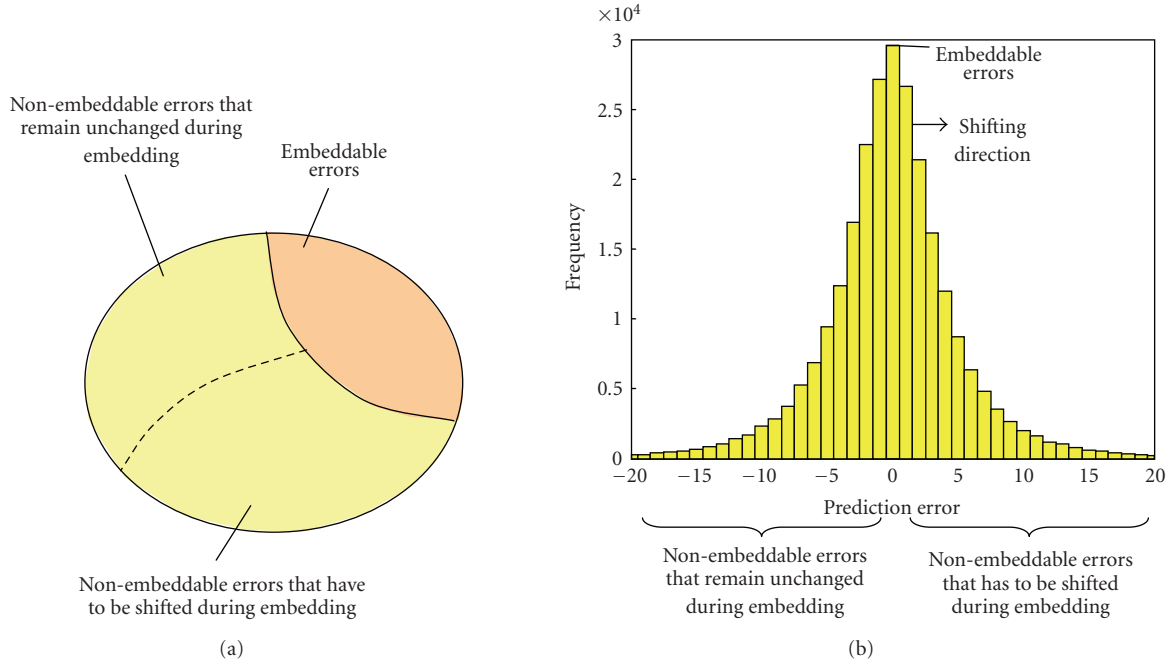 Non-embeddable errors that
remain unchanged during
embedding
Embeddable
errors
Non-embeddable errors that have
to be shifted during embedding
(a)
×10⁴
3
2.5
2
1.5
1
0.5
0
Frequency
Embeddable
errors
Shifting
direction
−20 −15 −10 −5 0 5 10 15 20
Prediction error
Non-embeddable errors
that remain unchanged
during embedding
Non-embeddable errors
that has to be shifted
during embedding
(b)